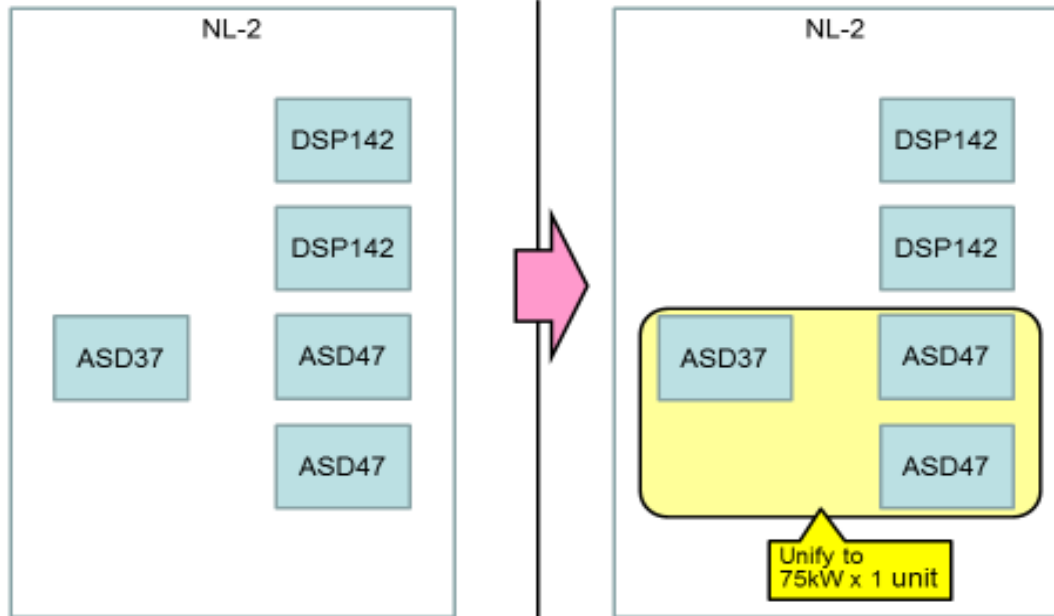 NL-2
DSP142
DSP142
ASD37
ASD47
ASD47
NL-2
DSP142
DSP142
ASD37
ASD47
ASD47
Unify to
75kW x 1 unit